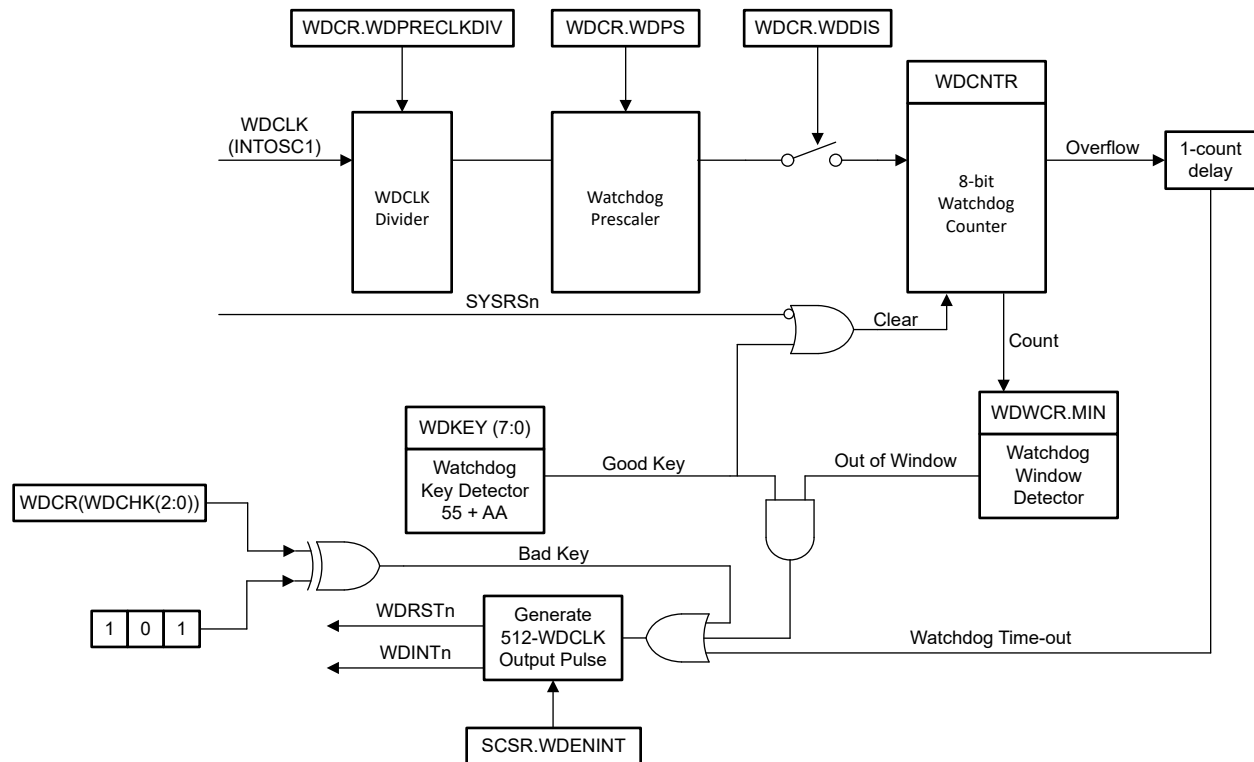 WDCR.WDPRECLKDIV
WDCR.WDPS
WDCR.WDDIS
WDCNTR
WDCLK
(INTOSC1)
WDCLK
Divider
Watchdog
Prescaler
8-bit
Watchdog
Counter
Overflow
1-count
delay
SYSRSn
Clear
Count
WDKEY (7:0)
Watchdog
Key Detector
55 + AA
Good Key
Out of Window
WDWCR.MIN
Watchdog
Window
Detector
WDCR(WDCHK(2:0))
Bad Key
1 0 1
WDRSTn
WDINTn
Generate
512-WDCLK
Output Pulse
Watchdog Time-out
SCSR.WDENINT